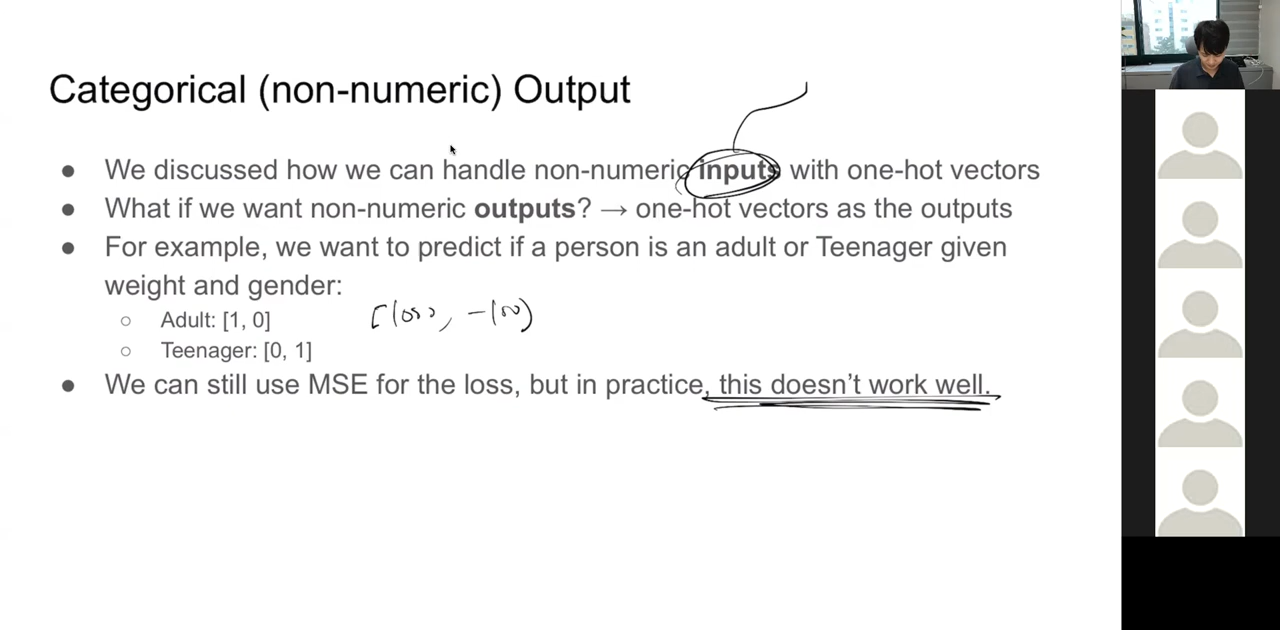 Categorical (non-numeric) Output
● We discussed how we can handle non-numeric inputs with one-hot vectors
● What if we want non-numeric outputs? → one-hot vectors as the outputs
● For example, we want to predict if a person is an adult or Teenager given
weight and gender:
○ Adult: [1, 0]
○ Teenager: [0, 1]
● We can still use MSE for the loss, but in practice, this doesn’t work well.